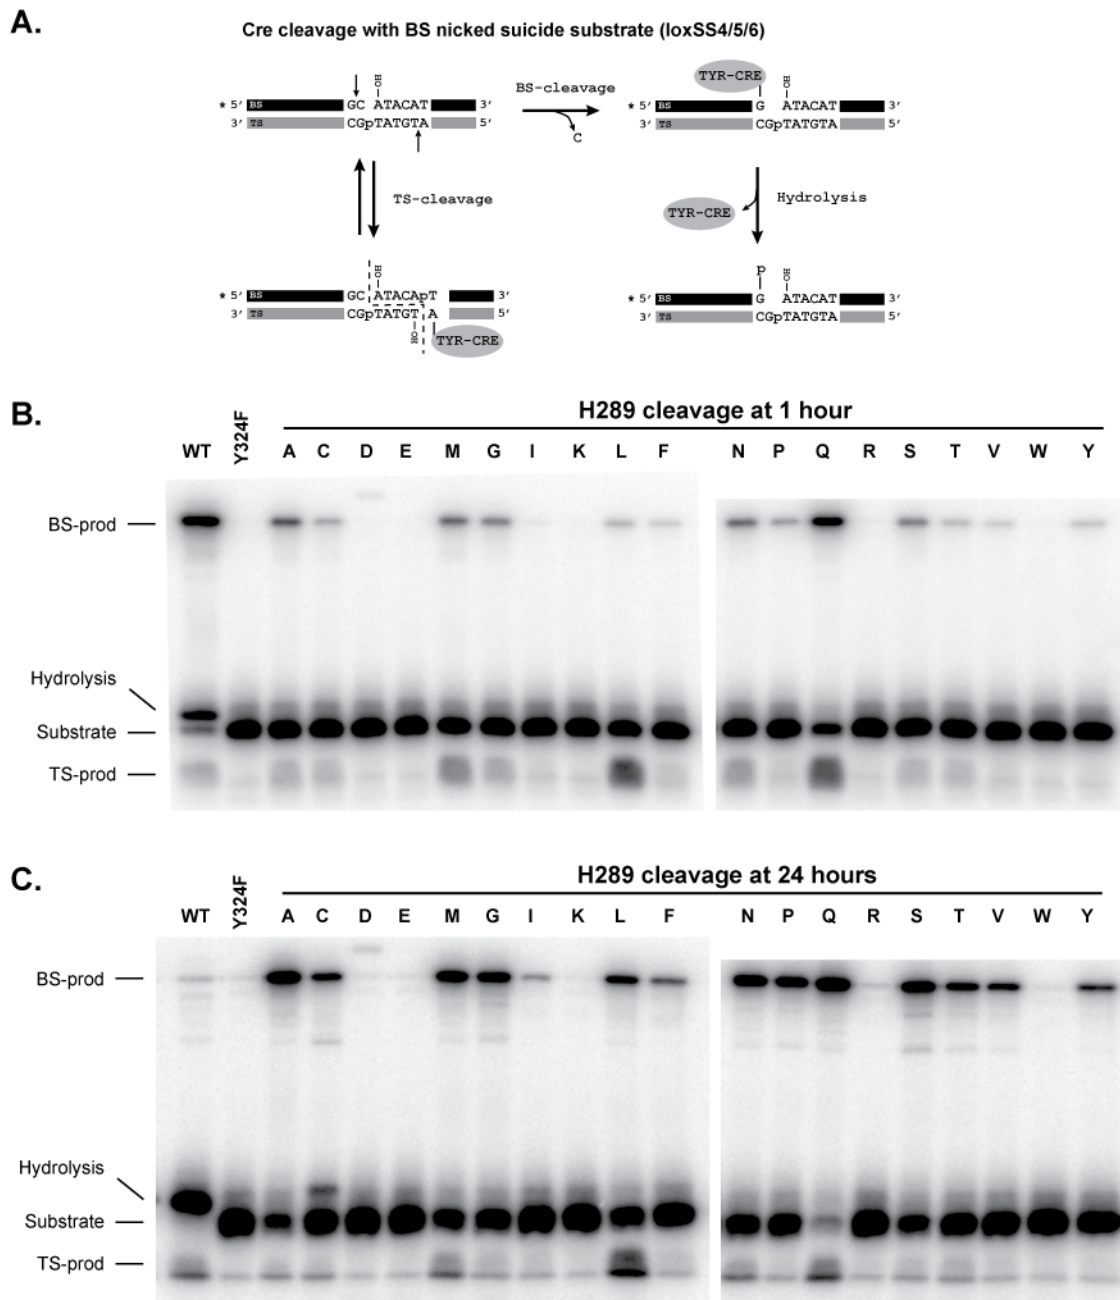 A.
Cre cleavage with BS nicked suicide substrate (loxSS4/5/6)
HO
* 5′ BS GC ATACAT 3′
3′ TS CGpTATGTA 5′
BS-cleavage
C
TYR-CRE
HO
* 5′ BS G ATACAT 3′
3′ TS CGpTATGTA 5′
TS-cleavage
TYR-CRE
Hydrolysis
HO
* 5′ BS GC ATACApT 3′
3′ TS CGpTATGT A 5′
HO
TYR-CRE
p HO
* 5′ BS G ATACAT 3′
3′ TS CGpTATGTA 5′
B.
H289 cleavage at 1 hour
WT Y324F A C D E M G I K L F N P Q R S T V W Y
BS-prod
Hydrolysis
Substrate
TS-prod
C.
H289 cleavage at 24 hours
WT Y324F A C D E M G I K L F N P Q R S T V W Y
BS-prod
Hydrolysis
Substrate
TS-prod